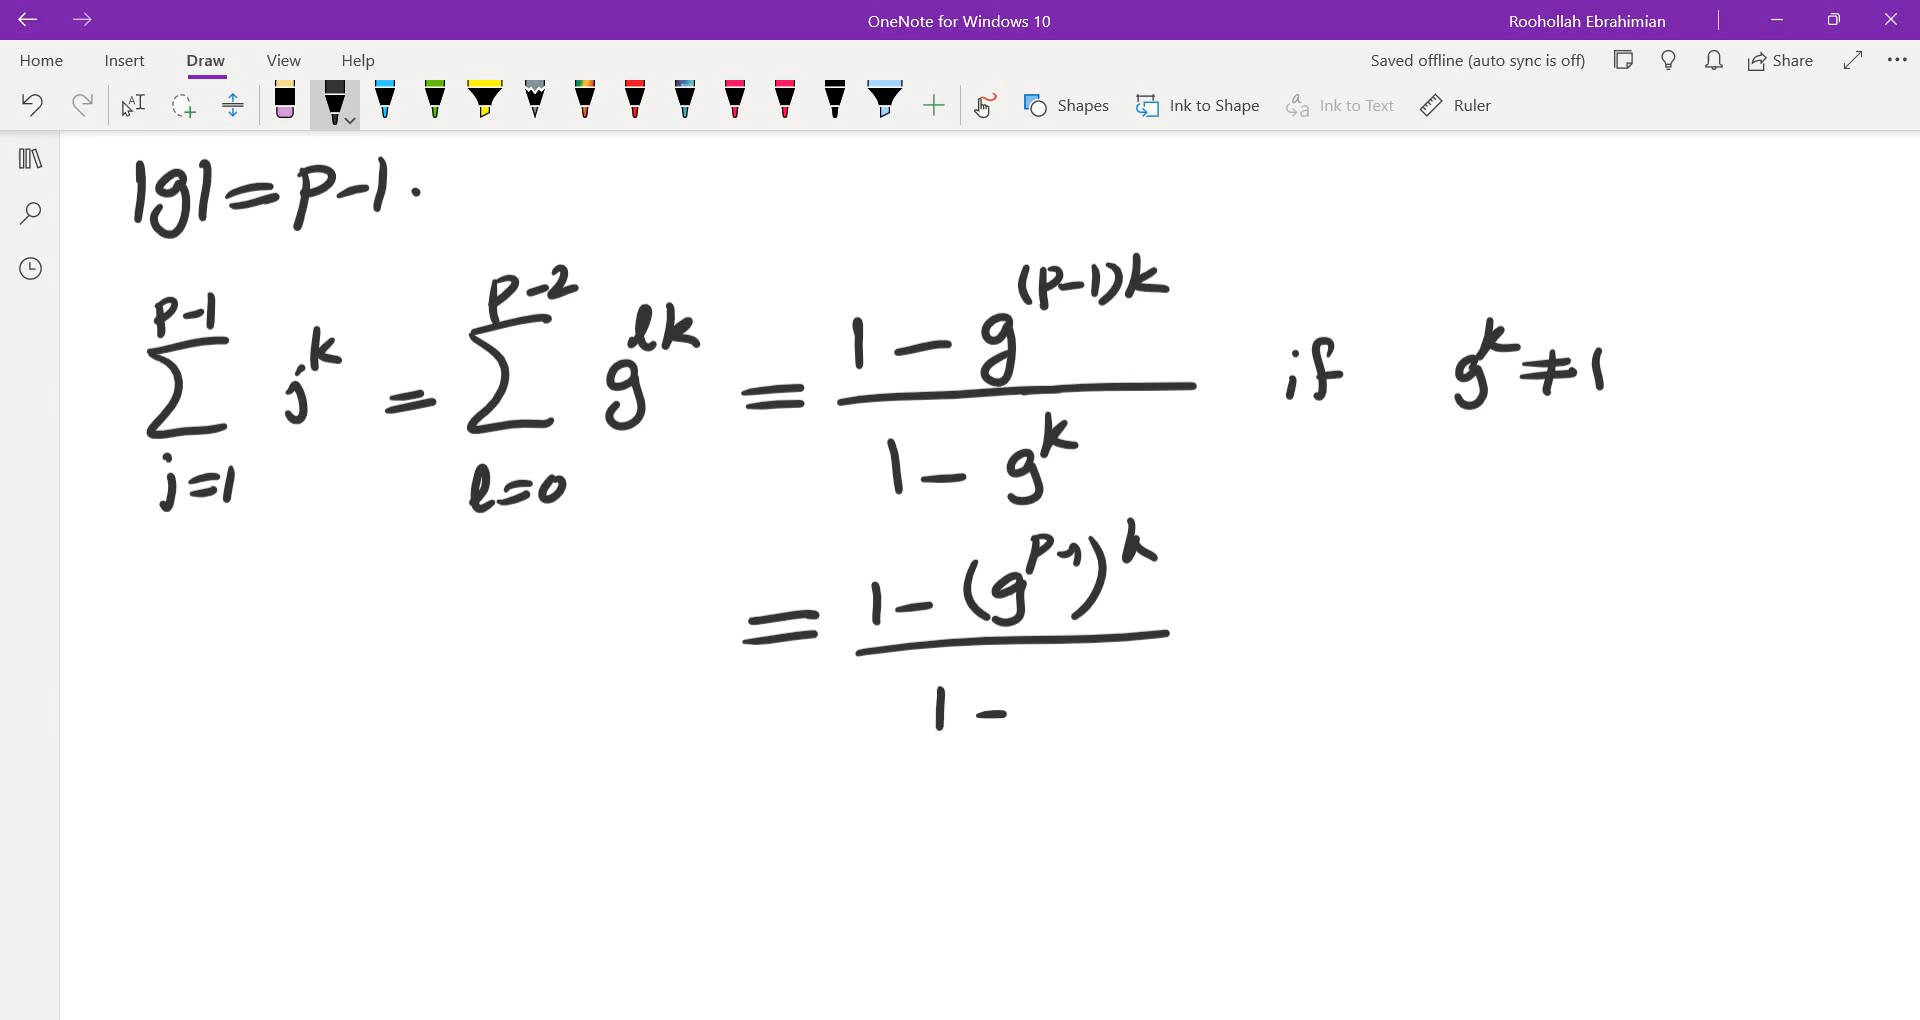 OneNote for Windows 10
Roohollah Ebrahimian
Home Insert Draw View Help
Saved offline (auto sync is off) Share
Shapes Ink to Shape Ink to Text Ruler
|g| = p-1.
∑_{j=1}^{p-1} j^k = ∑_{l=0}^{p-2} g^{lk} = \frac{1 - g^{(p-1)k}}{1 - g^k} if g^k ≠ 1
= \frac{1 - (g^{p-1})^k}{1 -